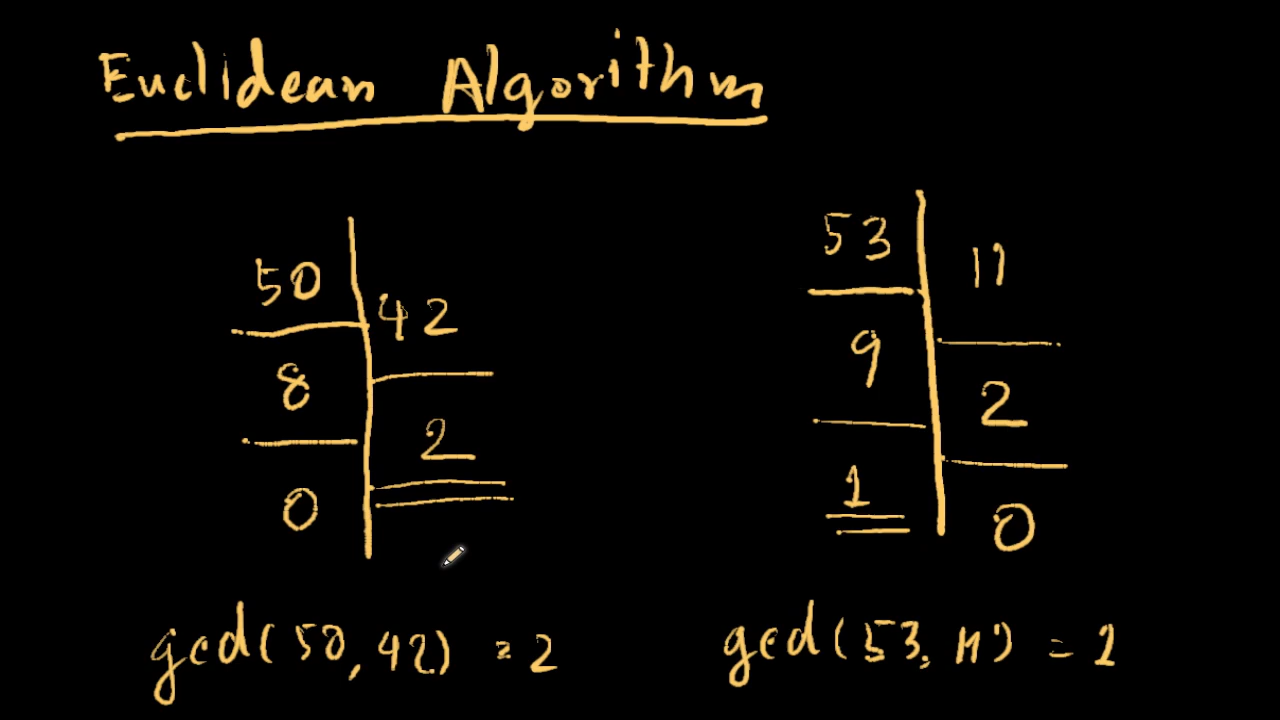 Euclidean Algorithm
50 | 42
8 | 2
0
53 | 11
9 | 2
1 | 0
gcd(50, 42) = 2
gcd(53, 11) = 1